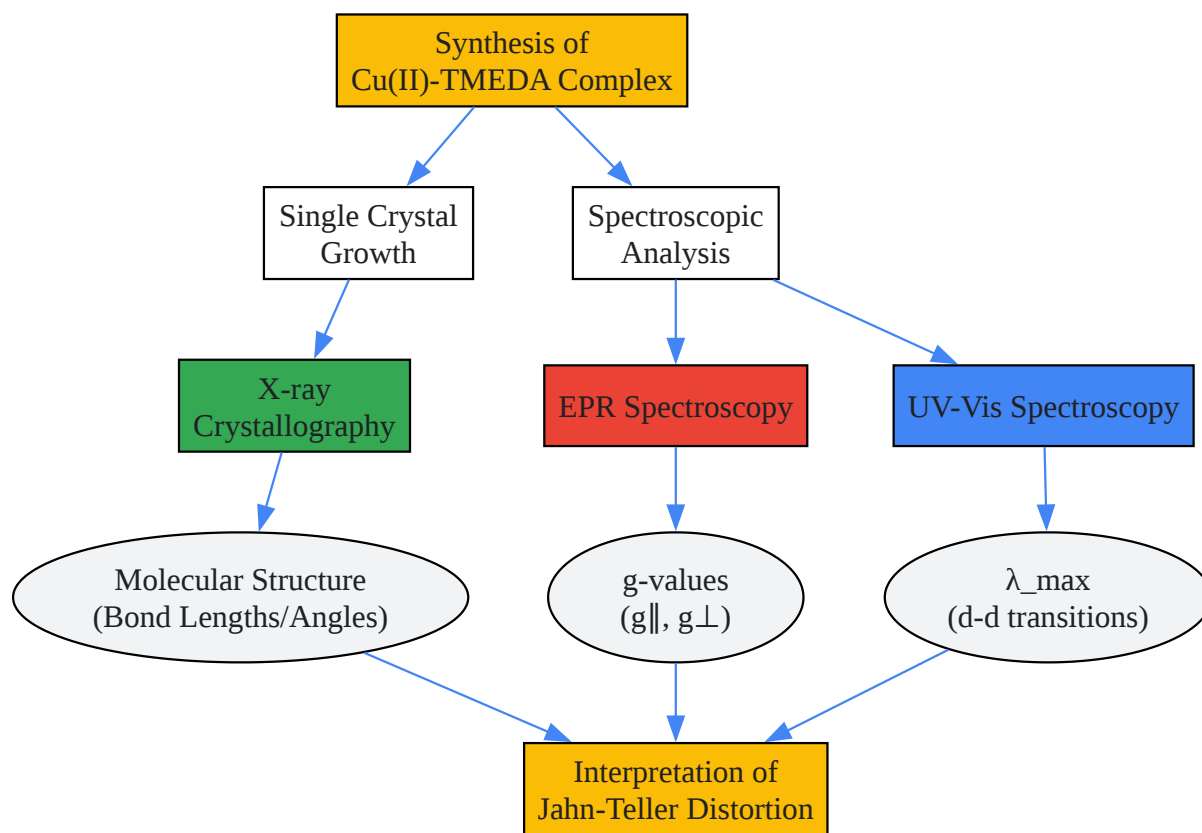 Synthesis of
Cu(II)-TMEDA Complex
Single Crystal
Growth
Spectroscopic
Analysis
X-ray
Crystallography
EPR Spectroscopy
UV-Vis Spectroscopy
Molecular Structure
(Bond Lengths/Angles)
g-values
(g∥, g⊥)
λ_max
(d-d transitions)
Interpretation of
Jahn-Teller Distortion